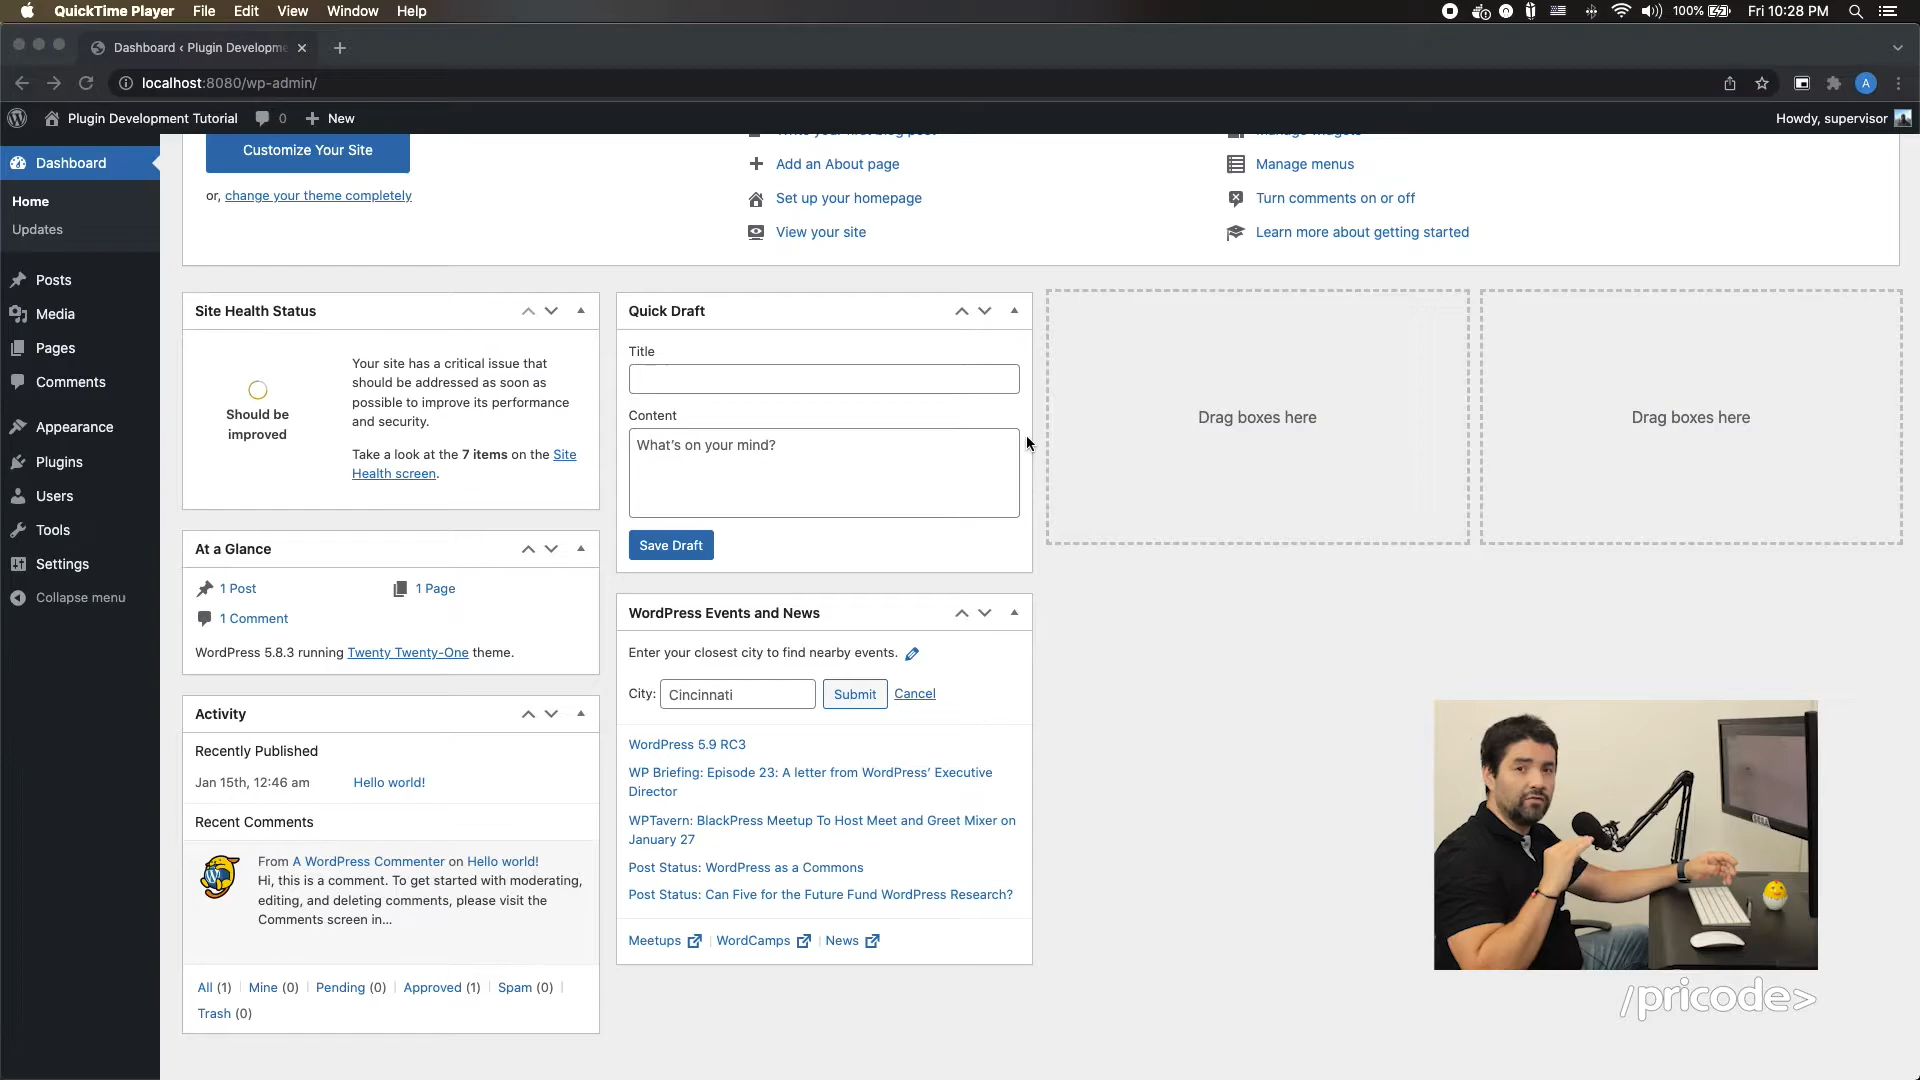 QuickTime Player File Edit View Window Help
100% Fri 10:28 PM
Dashboard ‹ Plugin Developme
localhost:8080/wp-admin/
A
Plugin Development Tutorial 0 New
Howdy, supervisor
Dashboard
Home
Updates
Posts
Media
Pages
Comments
Appearance
Plugins
Users
Tools
Settings
Collapse menu
Customize Your Site
or, change your theme completely
Write your first blog post
Add an About page
Set up your homepage
View your site
Manage widgets
Manage menus
Turn comments on or off
Learn more about getting started
Site Health Status
Should be
improved
Your site has a critical issue that
should be addressed as soon as
possible to improve its performance
and security.
Take a look at the 7 items on the Site
Health screen.
At a Glance
1 Post
1 Page
1 Comment
WordPress 5.8.3 running Twenty Twenty-One theme.
Activity
Recently Published
Jan 15th, 12:46 am Hello world!
Recent Comments
From A WordPress Commenter on Hello world!
Hi, this is a comment. To get started with moderating,
editing, and deleting comments, please visit the
Comments screen in...
All (1) | Mine (0) | Pending (0) | Approved (1) | Spam (0) |
Trash (0)
Quick Draft
Title
Content
What's on your mind?
Save Draft
WordPress Events and News
Enter your closest city to find nearby events.
City: Cincinnati Submit Cancel
WordPress 5.9 RC3
WP Briefing: Episode 23: A letter from WordPress' Executive
Director
WPTavern: BlackPress Meetup To Host Meet and Greet Mixer on
January 27
Post Status: WordPress as a Commons
Post Status: Can Five for the Future Fund WordPress Research?
Meetups | WordCamps | News
Drag boxes here
Drag boxes here
SEGA
/pricode>